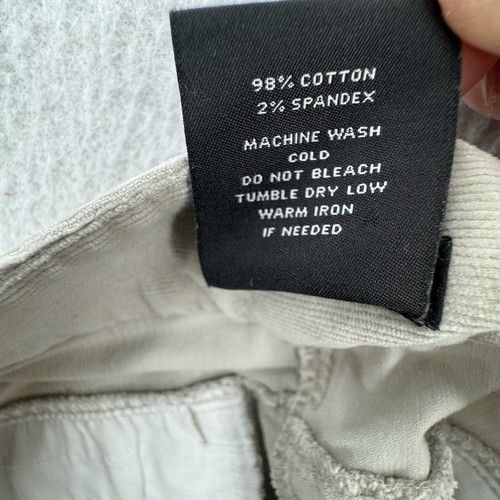 98% COTTON
2% SPANDEX
MACHINE WASH
COLD
DO NOT BLEACH
TUMBLE DRY LOW
WARM IRON
IF NEEDED